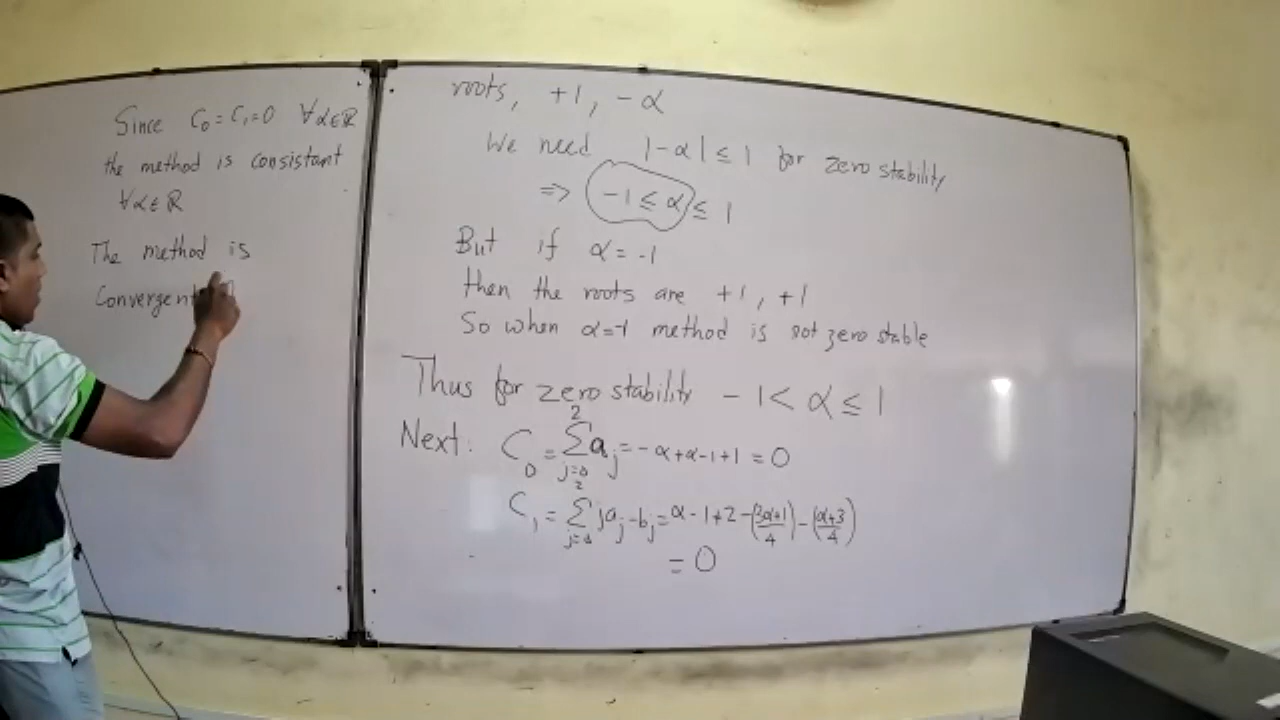 Since C₀ = C₁ = 0 ∀α∈ℝ
the method is consistant
∀α∈ℝ
The method is
Convergent
roots, +1, -α
We need |-α| ≤ 1 for zero stability
=> -1 ≤ α ≤ 1
But if α = -1
then the roots are +1, +1
So when α=-1 method is not zero stable
Thus for zero stability -1 < α ≤ 1
Next: C₀ = ∑_{j=0}^{2} a_j = -α+α-1+1 = 0
C₁ = ∑_{j=0}^{2} j a_j - b_j = α-1+2-(3α+1/4)-(α+3/4)
= 0